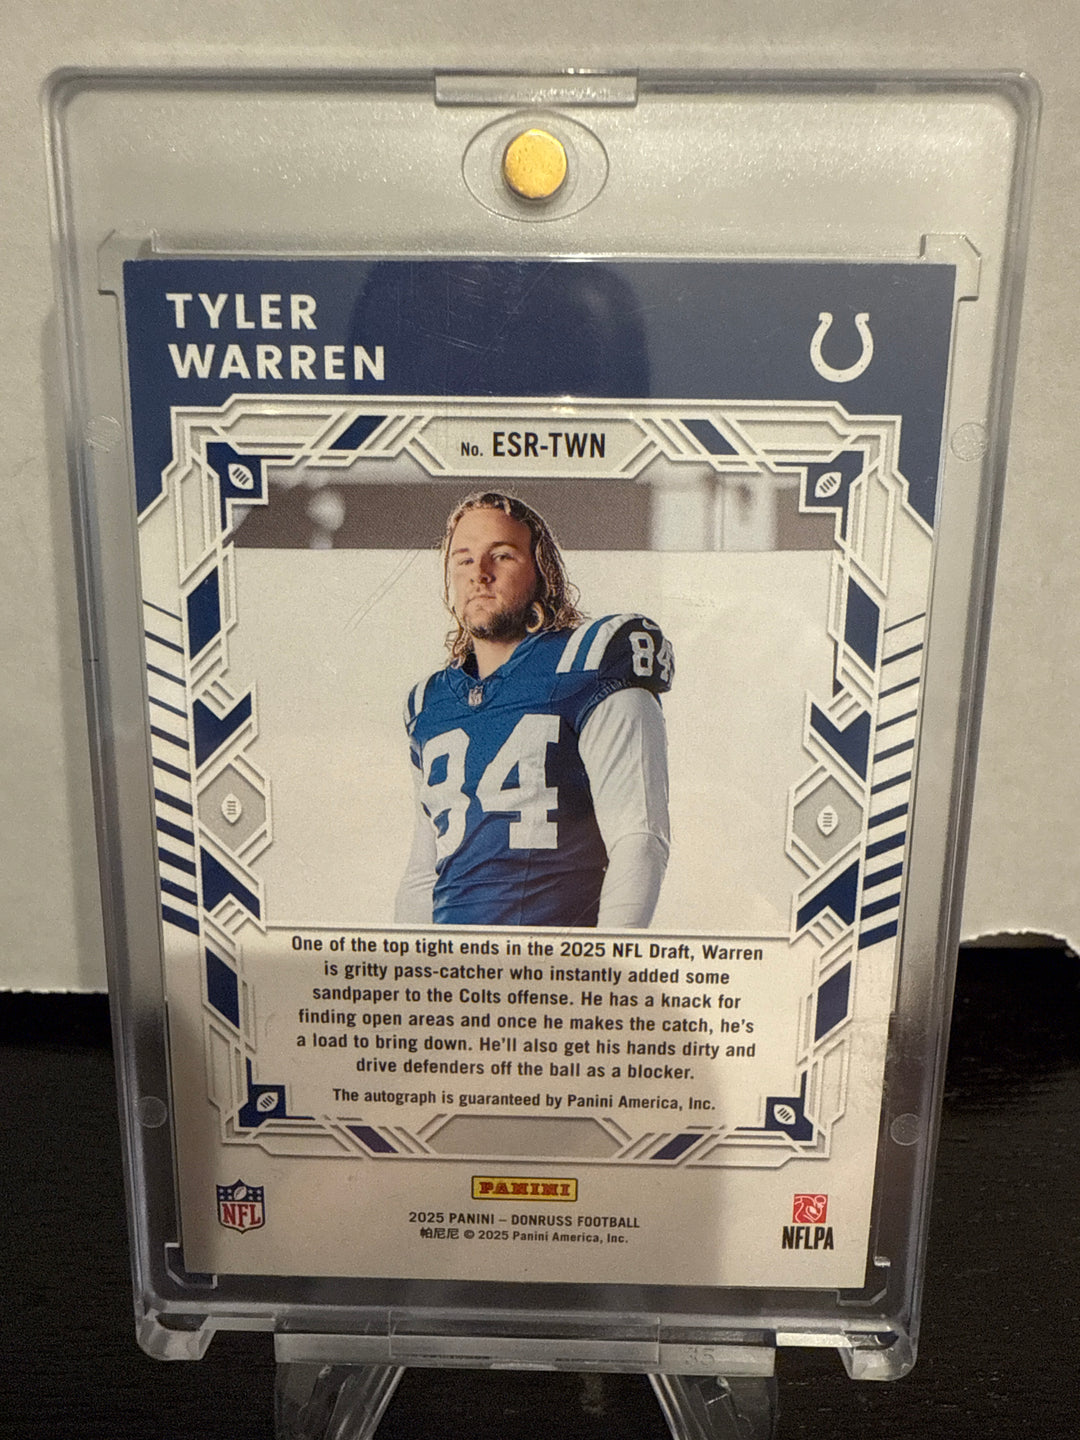 TYLER
WARREN
No. ESR-TWN
84
84
One of the top tight ends in the 2025 NFL Draft, Warren
is gritty pass-catcher who instantly added some
sandpaper to the Colts offense. He has a knack for
finding open areas and once he makes the catch, he's
a load to bring down. He'll also get his hands dirty and
drive defenders off the ball as a blocker.
The autograph is guaranteed by Panini America, Inc.
NFL
PANINI
2025 PANINI – DONRUSS FOOTBALL
帕尼尼 © 2025 Panini America, Inc.
NFLPA
35